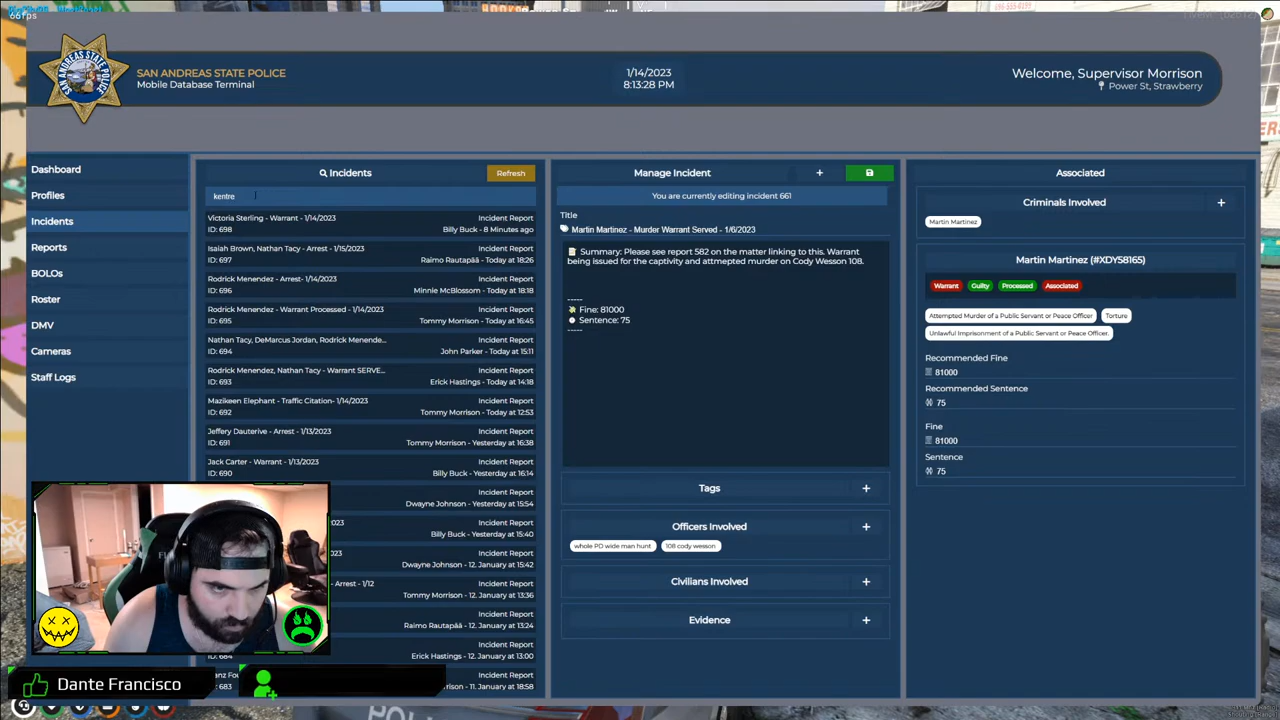 66fps
SAN ANDREAS STATE POLICE
Mobile Database Terminal
1/14/2023
8:13:28 PM
Welcome, Supervisor Morrison
Power St, Strawberry
Dashboard
Profiles
Incidents
Reports
BOLOs
Roster
DMV
Cameras
Staff Logs
Incidents
Refresh
kentre
Victoria Sterling - Warrant - 1/14/2023 Incident Report
ID: 698 Billy Buck - 8 Minutes ago
Isaiah Brown, Nathan Tacy - Arrest - 1/15/2023 Incident Report
ID: 697 Raimo Rautapää - Today at 18:26
Rodrick Menendez - Arrest- 1/14/2023 Incident Report
ID: 696 Minnie McBlossom - Today at 18:18
Rodrick Menendez - Warrant Processed - 1/14/2023 Incident Report
ID: 695 Tommy Morrison - Today at 16:45
Nathan Tacy, DeMarcus Jordan, Rodrick Menende... Incident Report
ID: 694 John Parker - Today at 15:11
Rodrick Menendez, Nathan Tacy - Warrant SERVE... Incident Report
ID: 693 Erick Hastings - Today at 14:18
Mazikeen Elephant - Traffic Citation- 1/14/2023 Incident Report
ID: 692 Tommy Morrison - Today at 12:53
Jeffery Dauterive - Arrest - 1/13/2023 Incident Report
ID: 691 Tommy Morrison - Yesterday at 16:38
Jack Carter - Warrant - 1/13/2023 Incident Report
ID: 690 Billy Buck - Yesterday at 16:14
Incident Report
Dwayne Johnson - Yesterday at 15:54
023 Incident Report
Billy Buck - Yesterday at 15:40
023 Incident Report
Dwayne Johnson - 12. January at 15:42
- Arrest - 1/12 Incident Report
Tommy Morrison - 12. January at 13:36
Incident Report
Raimo Rautapää - 12. January at 13:24
Incident Report
ID: 684 Erick Hastings - 12. January at 13:00
Incident Report
ID: 683 rison - 11. January at 18:58
Manage Incident
You are currently editing incident 661
Title
Martin Martinez - Murder Warrant Served - 1/6/2023
Summary: Please see report 582 on the matter linking to this. Warrant
being issued for the captivity and attmepted murder on Cody Wesson 108.
-----
Fine: 81000
Sentence: 75
-----
Tags
Officers Involved
whole PD wide man hunt 108 cody wesson
Civilians Involved
Evidence
Associated
Criminals Involved
Martin Martinez
Martin Martinez (#XDY58165)
Warrant Guilty Processed Associated
Attempted Murder of a Public Servant or Peace Officer Torture
Unlawful Imprisonment of a Public Servant or Peace Officer.
Recommended Fine
81000
Recommended Sentence
75
Fine
81000
Sentence
75
Dante Francisco